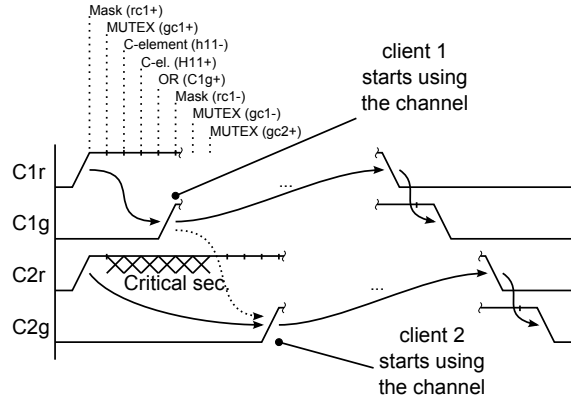 Mask (rc1+)
MUTEX (gc1+)
C-element (h11-)
C-el. (H11+)
OR (C1g+)
Mask (rc1-)
MUTEX (gc1-)
MUTEX (gc2+)
client 1
starts using
the channel
C1r
...
C1g
C2r
Critical sec.
...
C2g
client 2
starts using
the channel